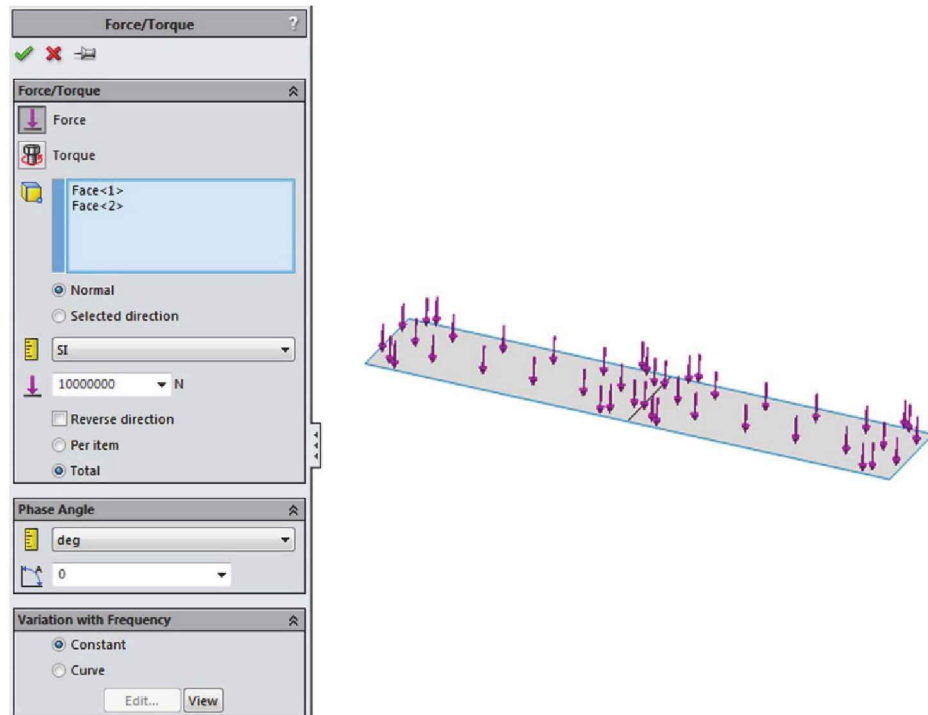 Force/Torque ?
Force/Torque
Force
Torque
Face<1>
Face<2>
Normal
Selected direction
SI
10000000 N
Reverse direction
Per item
Total
Phase Angle
deg
0
Variation with Frequency
Constant
Curve
Edit... View